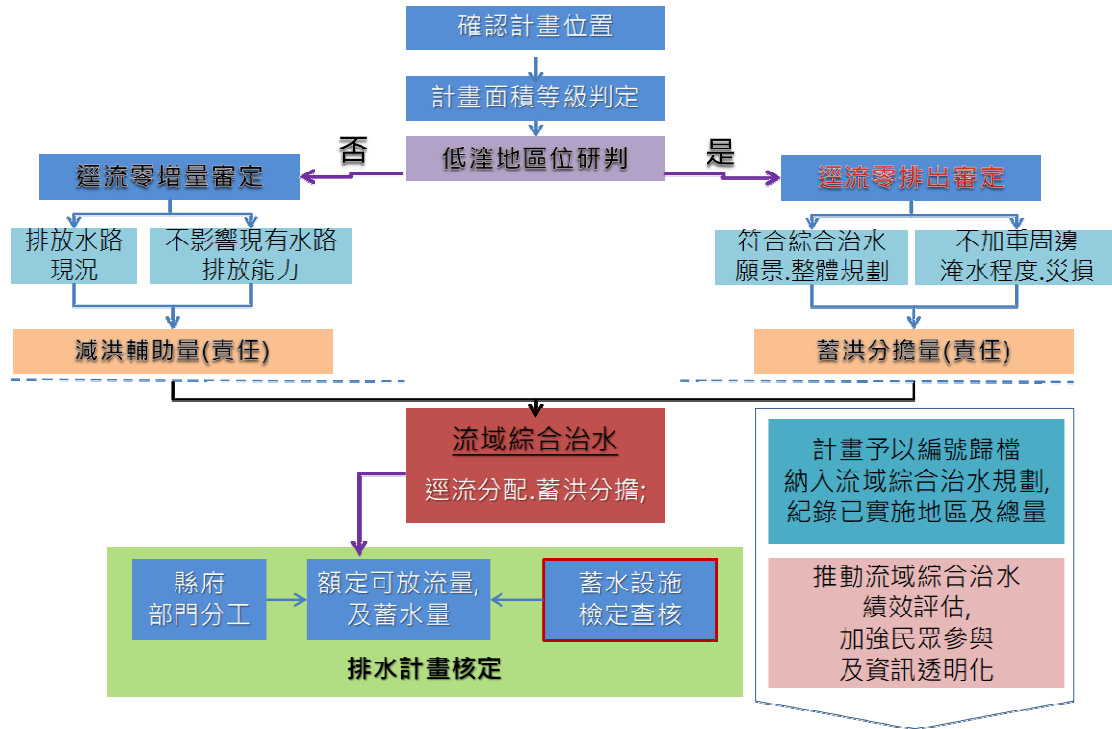 確認計畫位置
計畫面積等級判定
低窪地區位研判
否
是
逕流零增量審定
逕流零排出審定
排放水路
現況
不影響現有水路
排放能力
符合綜合治水
願景.整體規劃
不加重周邊
淹水程度.災損
減洪輔助量(責任)
蓄洪分擔量(責任)
流域綜合治水
逕流分配.蓄洪分擔;
縣府
部門分工
額定可放流量,
及蓄水量
蓄水設施
檢定查核
排水計畫核定
計畫予以編號歸檔
納入流域綜合治水規劃,
紀錄已實施地區及總量
推動流域綜合治水
績效評估,
加強民眾參與
及資訊透明化